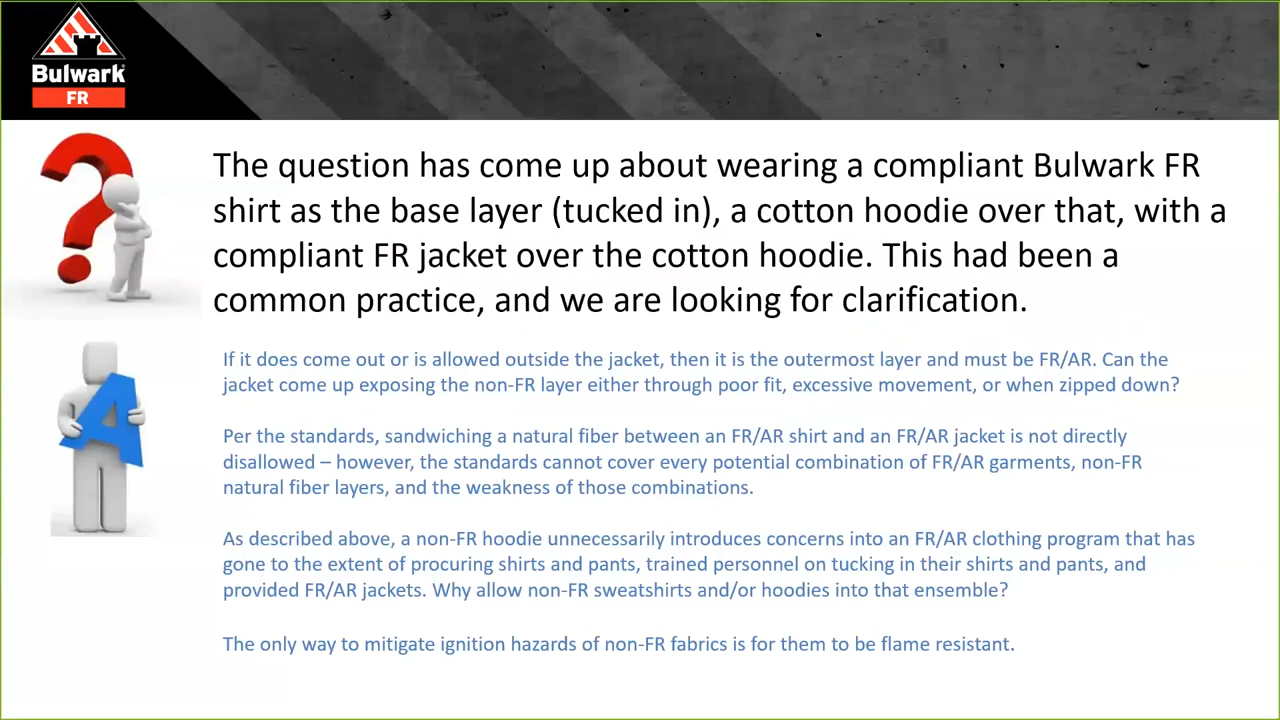 Bulwark
FR
The question has come up about wearing a compliant Bulwark FR
shirt as the base layer (tucked in), a cotton hoodie over that, with a
compliant FR jacket over the cotton hoodie. This had been a
common practice, and we are looking for clarification.
If it does come out or is allowed outside the jacket, then it is the outermost layer and must be FR/AR. Can the
jacket come up exposing the non-FR layer either through poor fit, excessive movement, or when zipped down?
Per the standards, sandwiching a natural fiber between an FR/AR shirt and an FR/AR jacket is not directly
disallowed – however, the standards cannot cover every potential combination of FR/AR garments, non-FR
natural fiber layers, and the weakness of those combinations.
As described above, a non-FR hoodie unnecessarily introduces concerns into an FR/AR clothing program that has
gone to the extent of procuring shirts and pants, trained personnel on tucking in their shirts and pants, and
provided FR/AR jackets. Why allow non-FR sweatshirts and/or hoodies into that ensemble?
The only way to mitigate ignition hazards of non-FR fabrics is for them to be flame resistant.